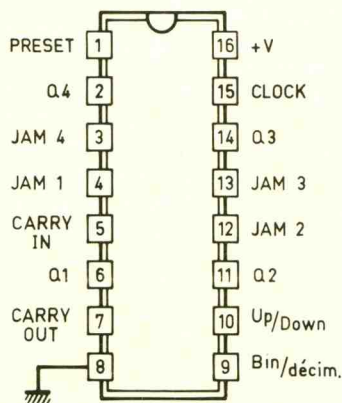 PRESET 1 16 +V
Q4 2 15 CLOCK
JAM 4 3 14 Q3
JAM 1 4 13 JAM 3
CARRY
IN 5 12 JAM 2
Q1 6 11 Q2
CARRY
OUT 7 10 Up/Down
8 9 Bin/décim.